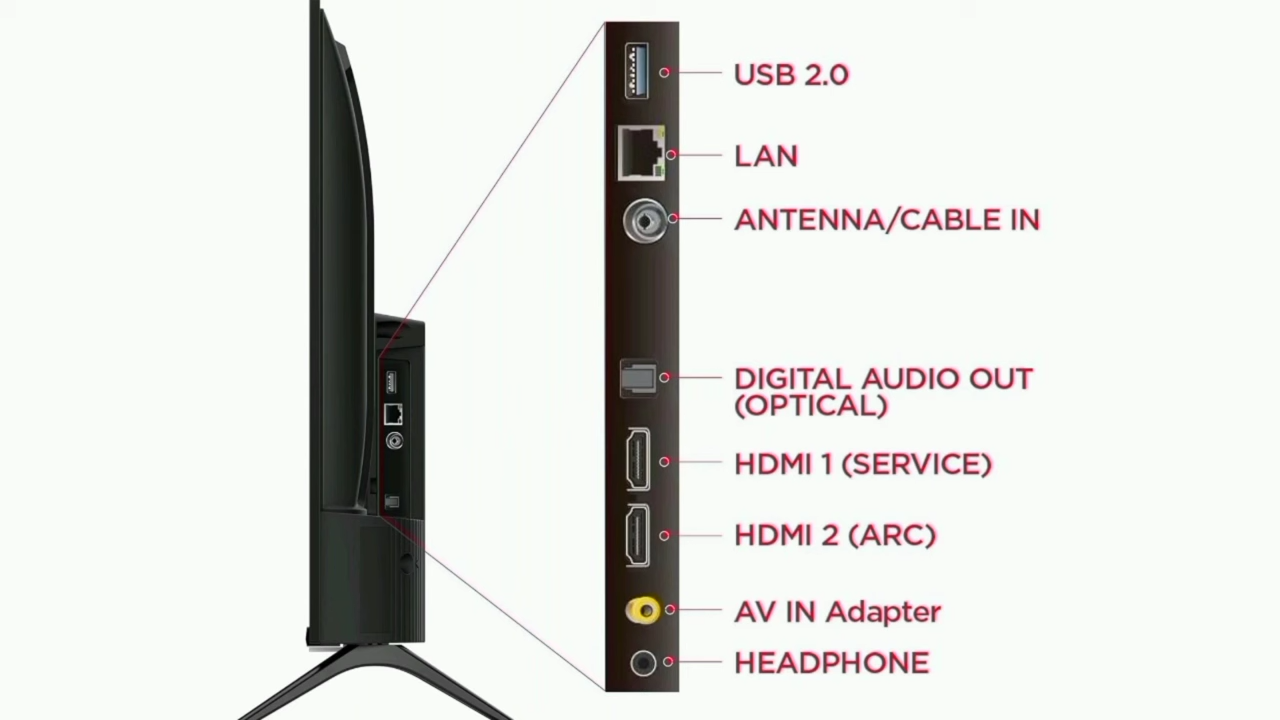 USB 2.0
LAN
ANTENNA/CABLE IN
DIGITAL AUDIO OUT
(OPTICAL)
HDMI 1 (SERVICE)
HDMI 2 (ARC)
AV IN Adapter
HEADPHONE